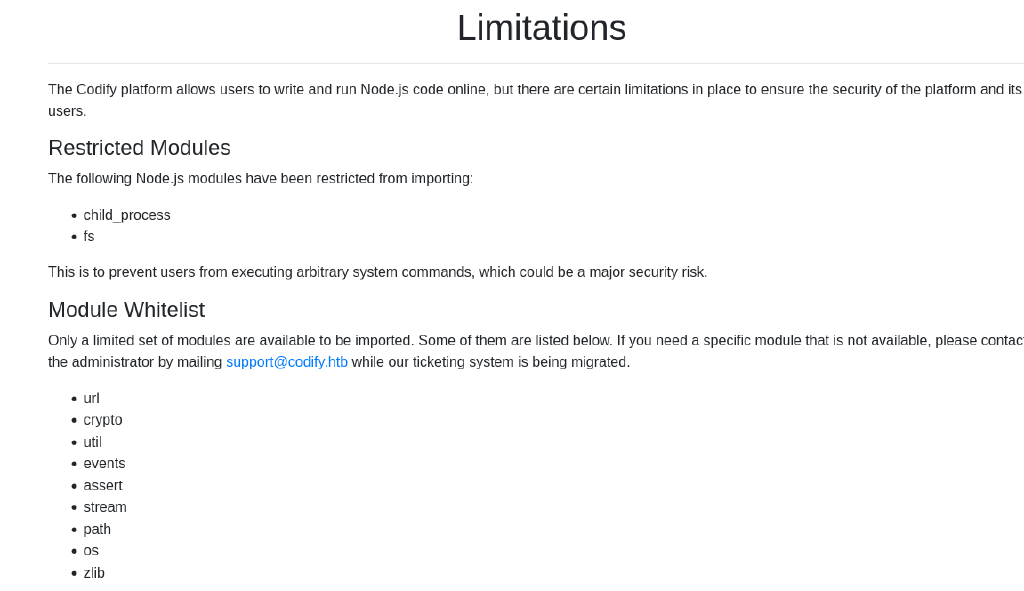 Limitations
The Codify platform allows users to write and run Node.js code online, but there are certain limitations in place to ensure the security of the platform and its
users.
Restricted Modules
The following Node.js modules have been restricted from importing:
child_process
fs
This is to prevent users from executing arbitrary system commands, which could be a major security risk.
Module Whitelist
Only a limited set of modules are available to be imported. Some of them are listed below. If you need a specific module that is not available, please contact
the administrator by mailing support@codify.htb while our ticketing system is being migrated.
url
crypto
util
events
assert
stream
path
os
zlib